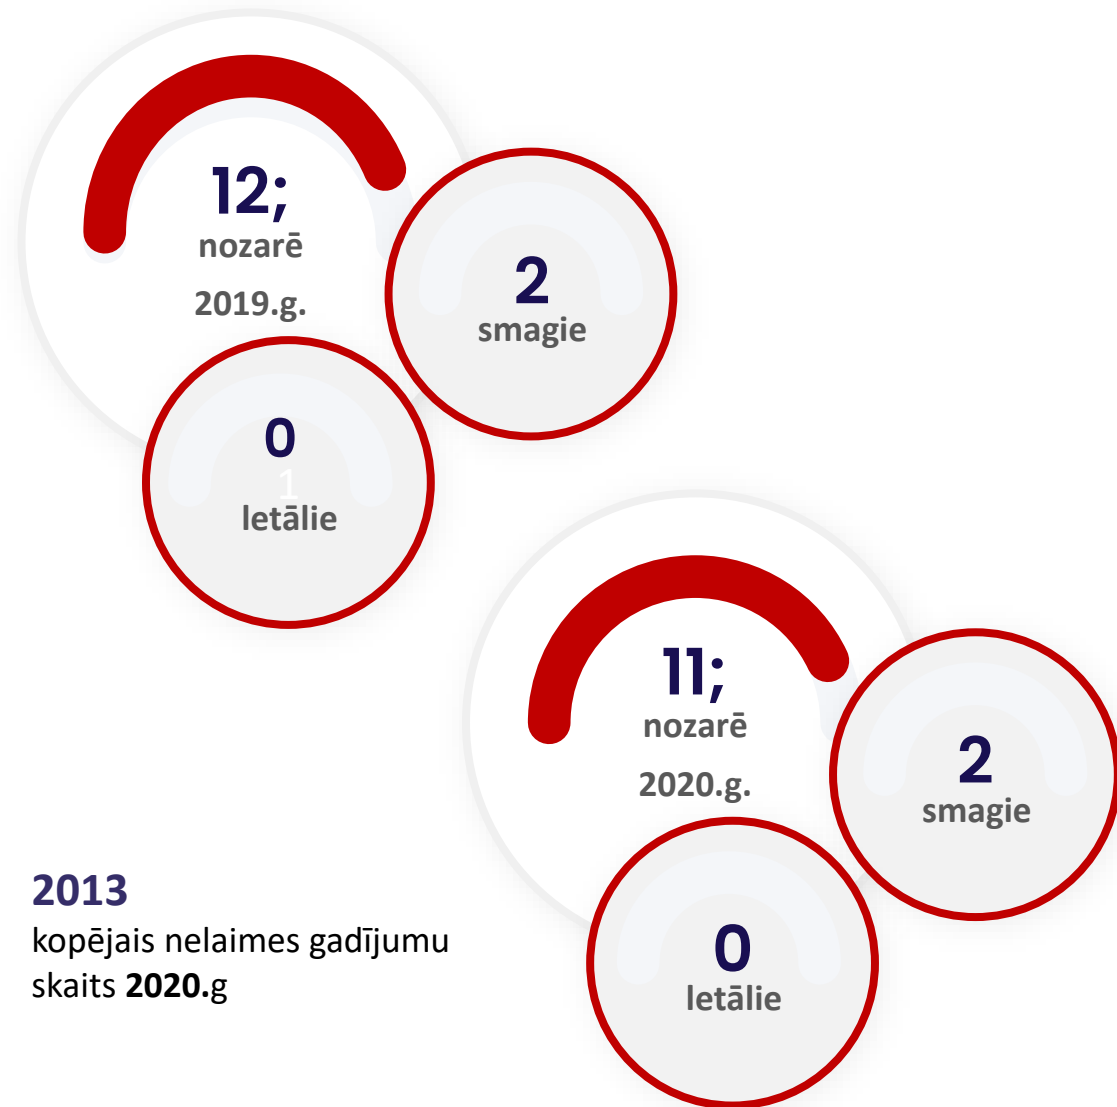 12;
nozarē
2019.g.
2
smagie
0
1
letālie
11;
nozarē
2020.g.
2
smagie
0
letālie
2013
kopējais nelaimes gadījumu
skaits 2020.g